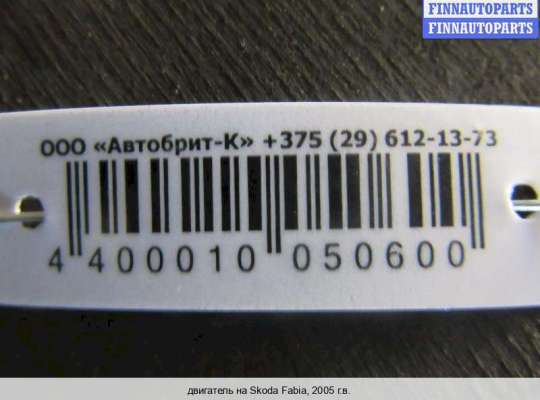 FINNAUTOPARTS
FINNAUTOPARTS
ООО «Автобрит-К» +375 (29) 612-13-73
4 400010 050600
двигатель на Skoda Fabia, 2005 г.в.